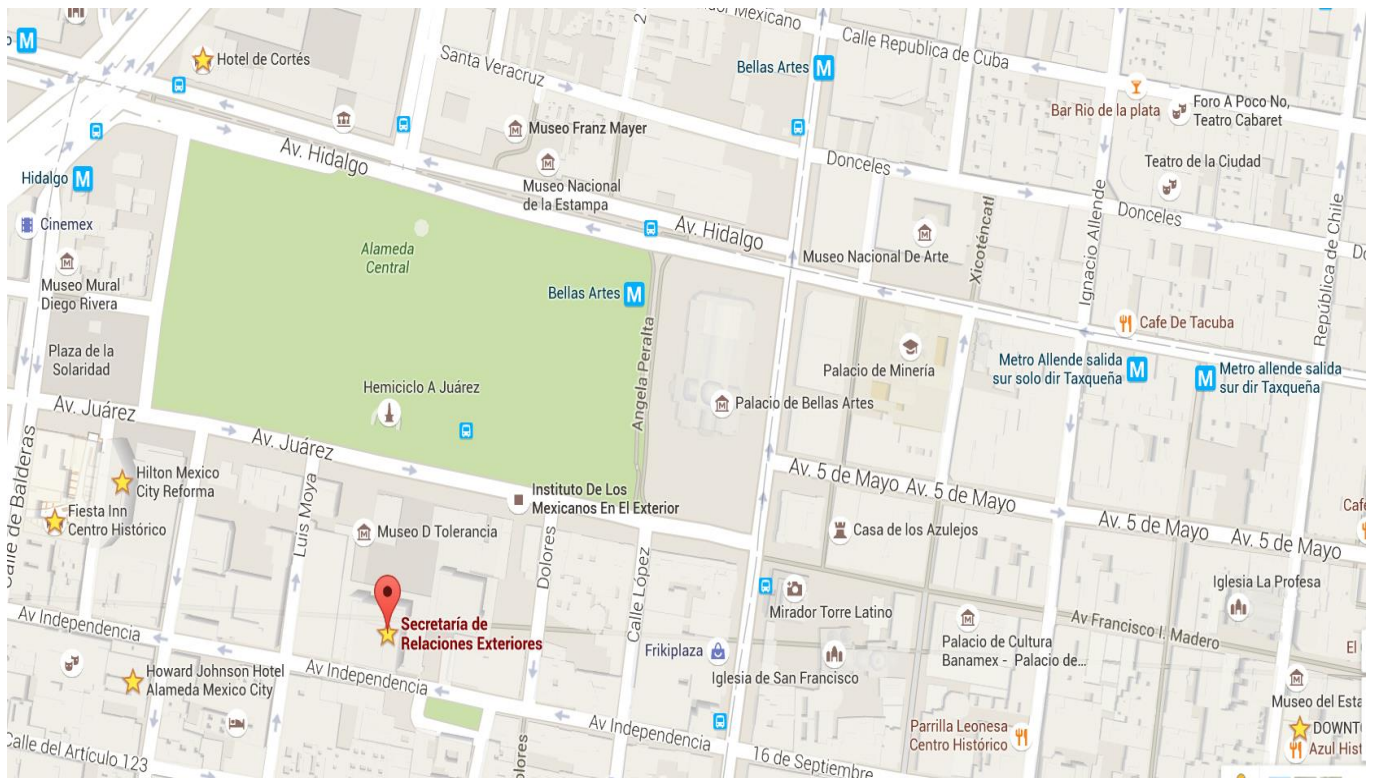 Mexicano
Calle Republica de Cuba
Hotel de Cortés
Santa Veracruz
Bellas Artes
Bar Rio de la plata
Foro A Poco No,
Teatro Cabaret
Museo Franz Mayer
Av. Hidalgo
Donceles
Teatro de la Ciudad
Hidalgo
Museo Nacional
de la Estampa
Donceles
Cinemex
Av. Hidalgo
Alameda
Central
Museo Nacional De Arte
Xicoténcatl
Ignacio Allende
República de Chile
Museo Mural
Diego Rivera
Bellas Artes
Cafe De Tacuba
Plaza de la
Solaridad
Angela Peralta
Palacio de Minería
Metro Allende salida
sur solo dir Taxqueña
Metro allende salida
sur dir Taxqueña
Hemiciclo A Juárez
Palacio de Bellas Artes
Av. Juárez
Av. Juárez
Calle de Balderas
Hilton Mexico
City Reforma
Av. 5 de Mayo
Av. 5 de Mayo
Instituto De Los
Mexicanos En El Exterior
Fiesta Inn
Centro Histórico
Luis Moya
Museo D Tolerancia
Casa de los Azulejos
Av. 5 de Mayo
Av. 5 de Mayo
Dolores
Calle López
Mirador Torre Latino
Iglesia La Profesa
Av Independencia
Secretaría de
Relaciones Exteriores
Av Francisco I. Madero
Palacio de Cultura
Banamex - Palacio de...
Frikiplaza
Iglesia de San Francisco
Howard Johnson Hotel
Alameda Mexico City
Av Independencia
Museo del Esta
Av Independencia
Parrilla Leonesa
Centro Histórico
DOWNT
Azul Hist
Calle del Artículo 123
16 de Septiembre